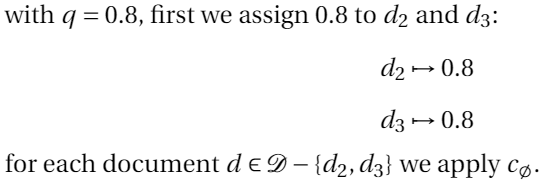 with q = 0.8, first we assign 0.8 to d₂ and d₃:
d₂ ↦ 0.8
d₃ ↦ 0.8
for each document d ∈ 𝒟 − {d₂, d₃} we apply c∅.